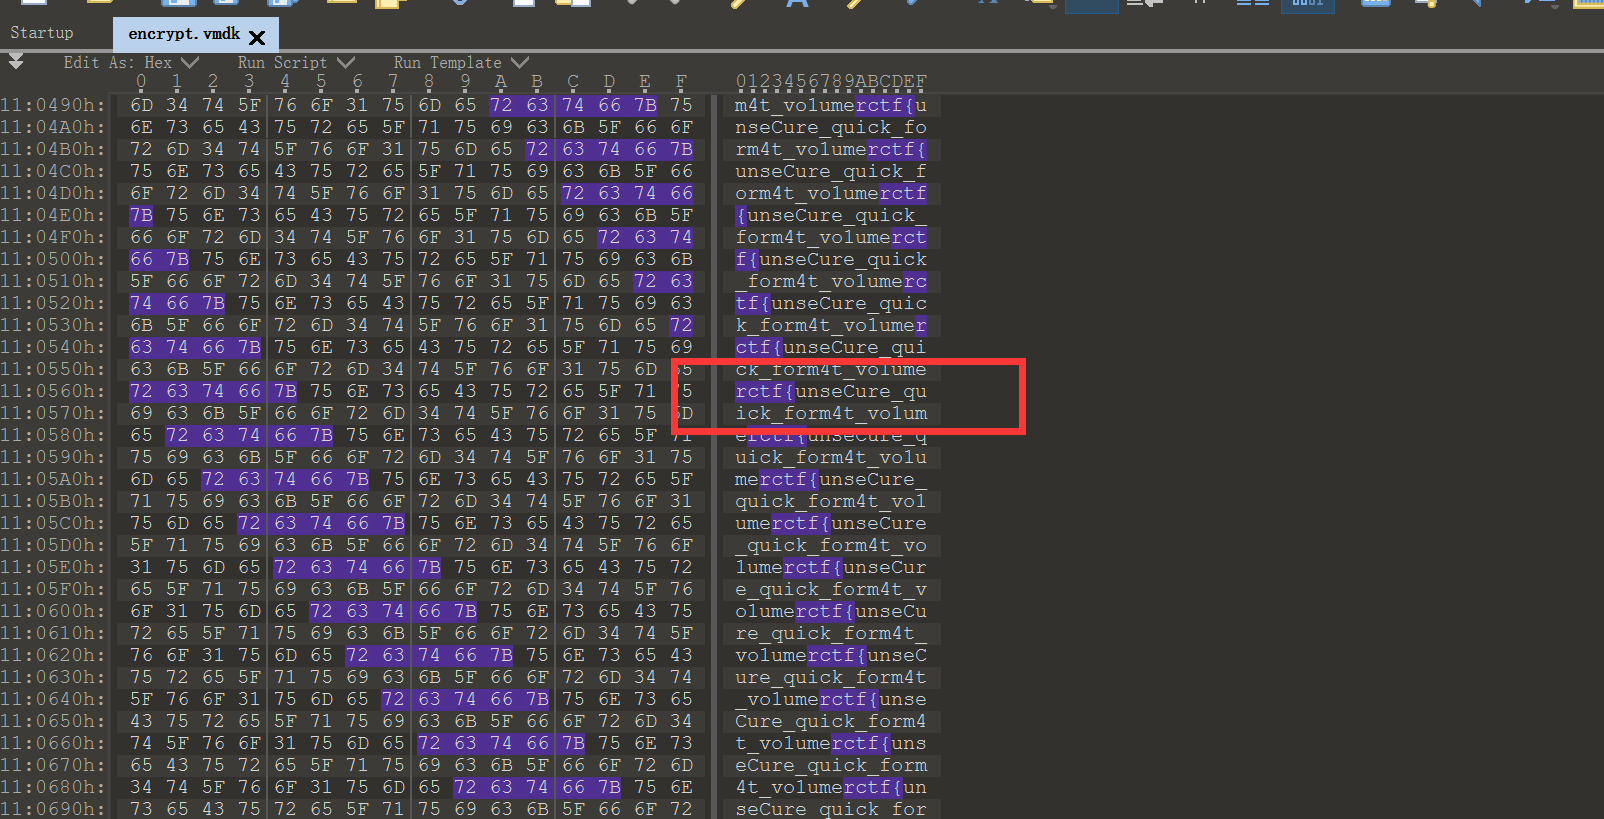 Startup
encrypt.vmdk
Edit As: Hex Run Script Run Template
0 1 2 3 4 5 6 7 8 9 A B C D E F 0123456789ABCDEF
11:0490h: 6D 34 74 5F 76 6F 31 75 6D 65 72 63 74 66 7B 75 m4t_vo1umerctf{u
11:04A0h: 6E 73 65 43 75 72 65 5F 71 75 69 63 6B 5F 66 6F nseCure_quick_fo
11:04B0h: 72 6D 34 74 5F 76 6F 31 75 6D 65 72 63 74 66 7B rm4t_vo1umerctf{
11:04C0h: 75 6E 73 65 43 75 72 65 5F 71 75 69 63 6B 5F 66 unseCure_quick_f
11:04D0h: 6F 72 6D 34 74 5F 76 6F 31 75 6D 65 72 63 74 66 orm4t_vo1umerctf
11:04E0h: 7B 75 6E 73 65 43 75 72 65 5F 71 75 69 63 6B 5F {unseCure_quick_
11:04F0h: 66 6F 72 6D 34 74 5F 76 6F 31 75 6D 65 72 63 74 form4t_vo1umerct
11:0500h: 66 7B 75 6E 73 65 43 75 72 65 5F 71 75 69 63 6B f{unseCure_quick
11:0510h: 5F 66 6F 72 6D 34 74 5F 76 6F 31 75 6D 65 72 63 _form4t_vo1umerc
11:0520h: 74 66 7B 75 6E 73 65 43 75 72 65 5F 71 75 69 63 tf{unseCure_quic
11:0530h: 6B 5F 66 6F 72 6D 34 74 5F 76 6F 31 75 6D 65 72 k_form4t_vo1umer
11:0540h: 63 74 66 7B 75 6E 73 65 43 75 72 65 5F 71 75 69 ctf{unseCure_qui
11:0550h: 63 6B 5F 66 6F 72 6D 34 74 5F 76 6F 31 75 6D 65 ck_form4t_vo1ume
11:0560h: 72 63 74 66 7B 75 6E 73 65 43 75 72 65 5F 71 75 rctf{unseCure_qu
11:0570h: 69 63 6B 5F 66 6F 72 6D 34 74 5F 76 6F 31 75 6D ick_form4t_vo1um
11:0580h: 65 72 63 74 66 7B 75 6E 73 65 43 75 72 65 5F 71 erctf{unseCure_q
11:0590h: 75 69 63 6B 5F 66 6F 72 6D 34 74 5F 76 6F 31 75 uick_form4t_vo1u
11:05A0h: 6D 65 72 63 74 66 7B 75 6E 73 65 43 75 72 65 5F merctf{unseCure_
11:05B0h: 71 75 69 63 6B 5F 66 6F 72 6D 34 74 5F 76 6F 31 quick_form4t_vo1
11:05C0h: 75 6D 65 72 63 74 66 7B 75 6E 73 65 43 75 72 65 umerctf{unseCure
11:05D0h: 5F 71 75 69 63 6B 5F 66 6F 72 6D 34 74 5F 76 6F _quick_form4t_vo
11:05E0h: 31 75 6D 65 72 63 74 66 7B 75 6E 73 65 43 75 72 1umerctf{unseCur
11:05F0h: 65 5F 71 75 69 63 6B 5F 66 6F 72 6D 34 74 5F 76 e_quick_form4t_v
11:0600h: 6F 31 75 6D 65 72 63 74 66 7B 75 6E 73 65 43 75 o1umerctf{unseCu
11:0610h: 72 65 5F 71 75 69 63 6B 5F 66 6F 72 6D 34 74 5F re_quick_form4t_
11:0620h: 76 6F 31 75 6D 65 72 63 74 66 7B 75 6E 73 65 43 vo1umerctf{unseC
11:0630h: 75 72 65 5F 71 75 69 63 6B 5F 66 6F 72 6D 34 74 ure_quick_form4t
11:0640h: 5F 76 6F 31 75 6D 65 72 63 74 66 7B 75 6E 73 65 _vo1umerctf{unse
11:0650h: 43 75 72 65 5F 71 75 69 63 6B 5F 66 6F 72 6D 34 Cure_quick_form4
11:0660h: 74 5F 76 6F 31 75 6D 65 72 63 74 66 7B 75 6E 73 t_vo1umerctf{uns
11:0670h: 65 43 75 72 65 5F 71 75 69 63 6B 5F 66 6F 72 6D eCure_quick_form
11:0680h: 34 74 5F 76 6F 31 75 6D 65 72 63 74 66 7B 75 6E 4t_vo1umerctf{un
11:0690h: 73 65 43 75 72 65 5F 71 75 69 63 6B 5F 66 6F 72 seCure_quick_for